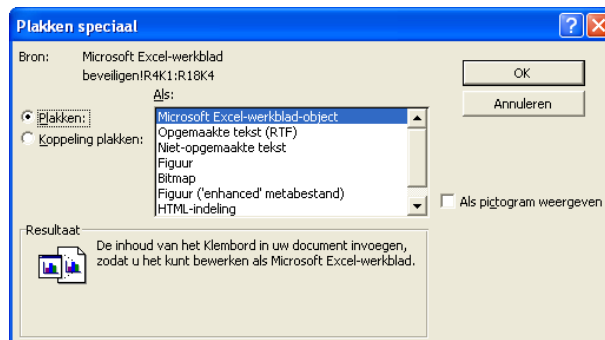 Plakken speciaal
Bron: Microsoft Excel-werkblad
beveiligen!R4K1:R18K4
Als:
Plakken:
Koppeling plakken:
Microsoft Excel-werkblad-object
Opgemaakte tekst (RTF)
Niet-opgemaakte tekst
Figuur
Bitmap
Figuur ('enhanced' metabestand)
HTML-indeling
OK
Annuleren
Als pictogram weergeven
Resultaat
De inhoud van het Klembord in uw document invoegen,
zodat u het kunt bewerken als Microsoft Excel-werkblad.